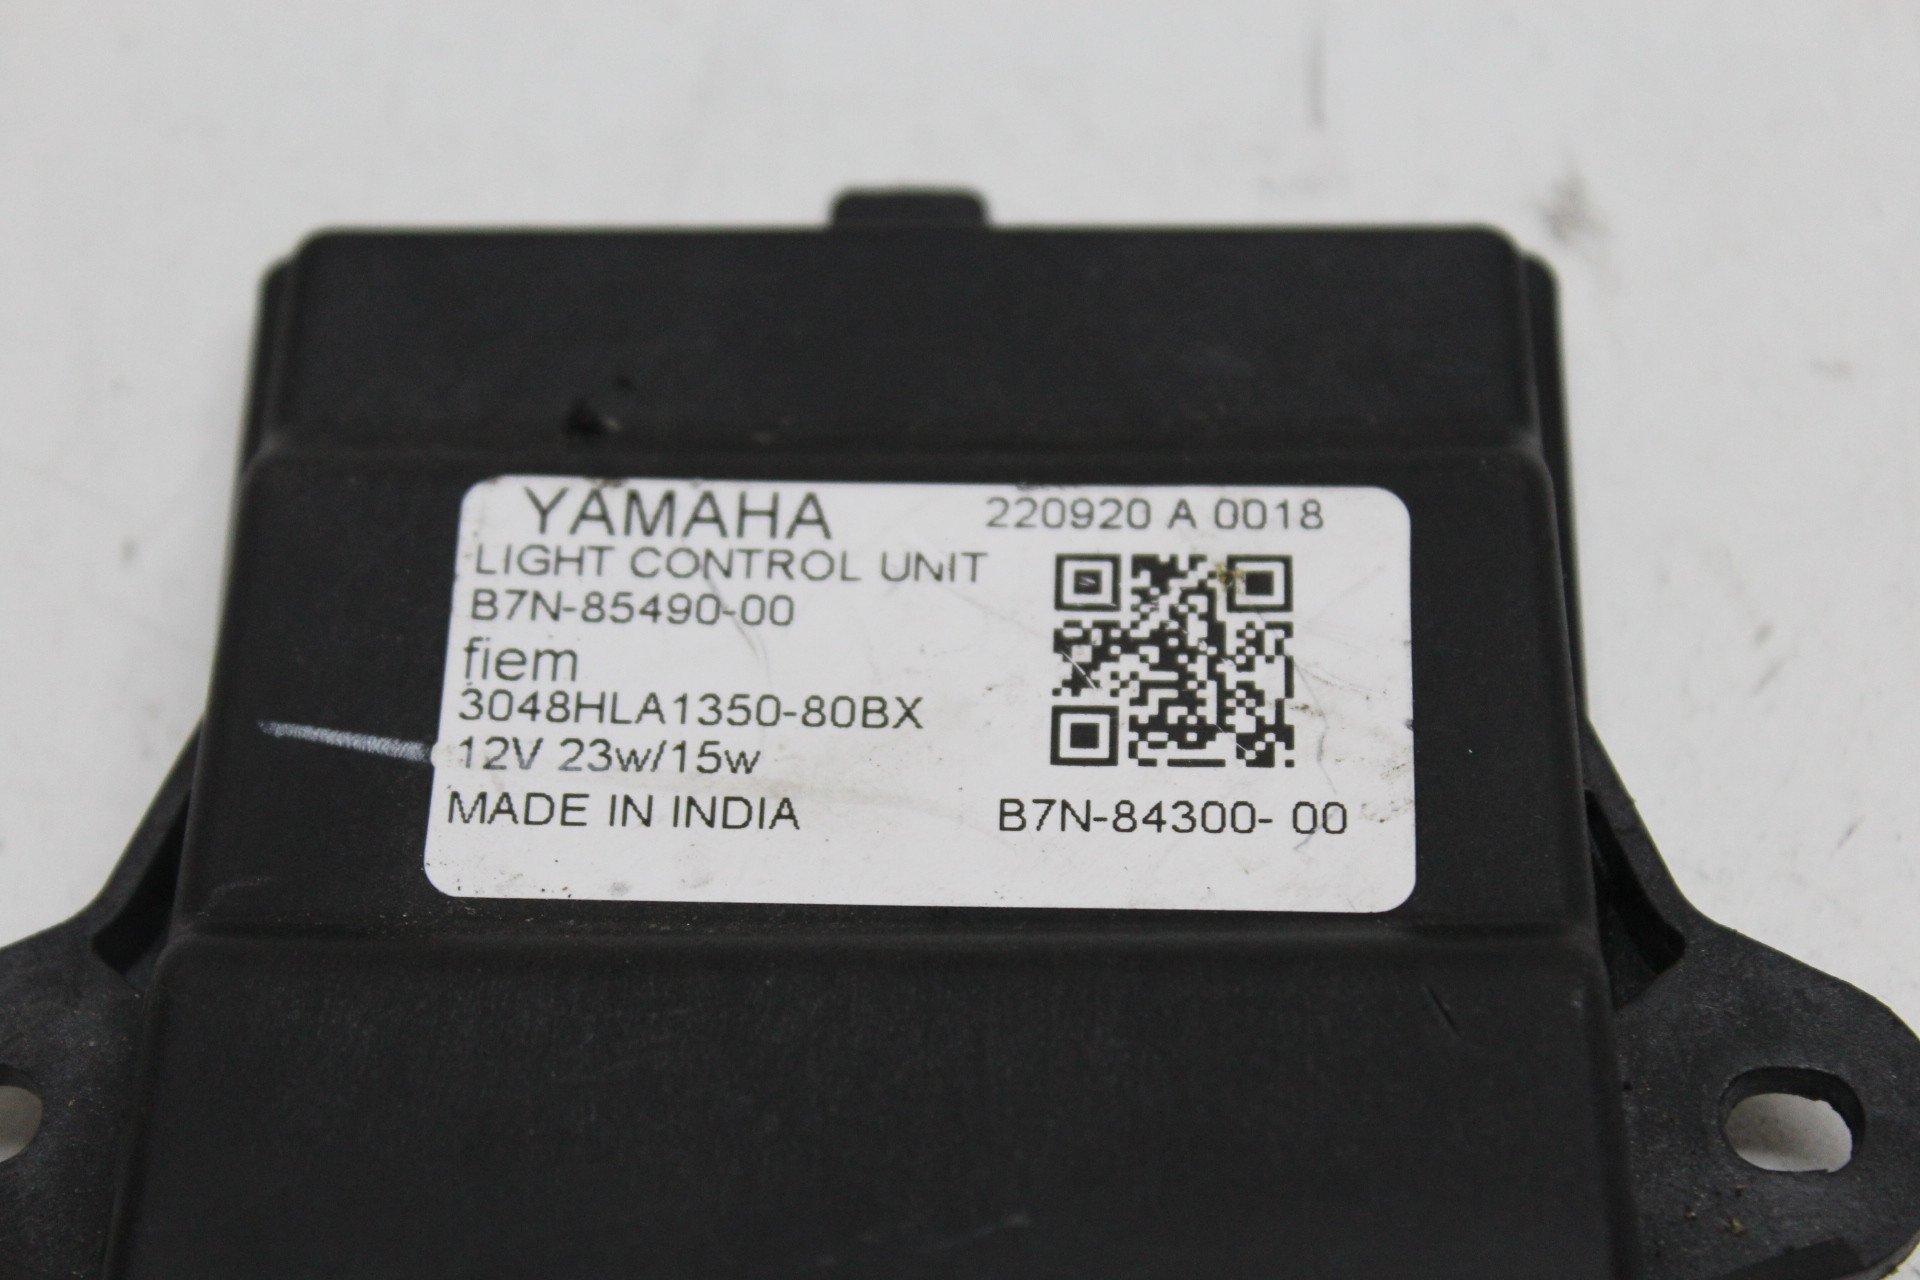 YAMAHA
220920 A 0018
LIGHT CONTROL UNIT
B7N-85490-00
fiem
3048HLA1350-80BX
12V 23w/15w
MADE IN INDIA
B7N-84300- 00